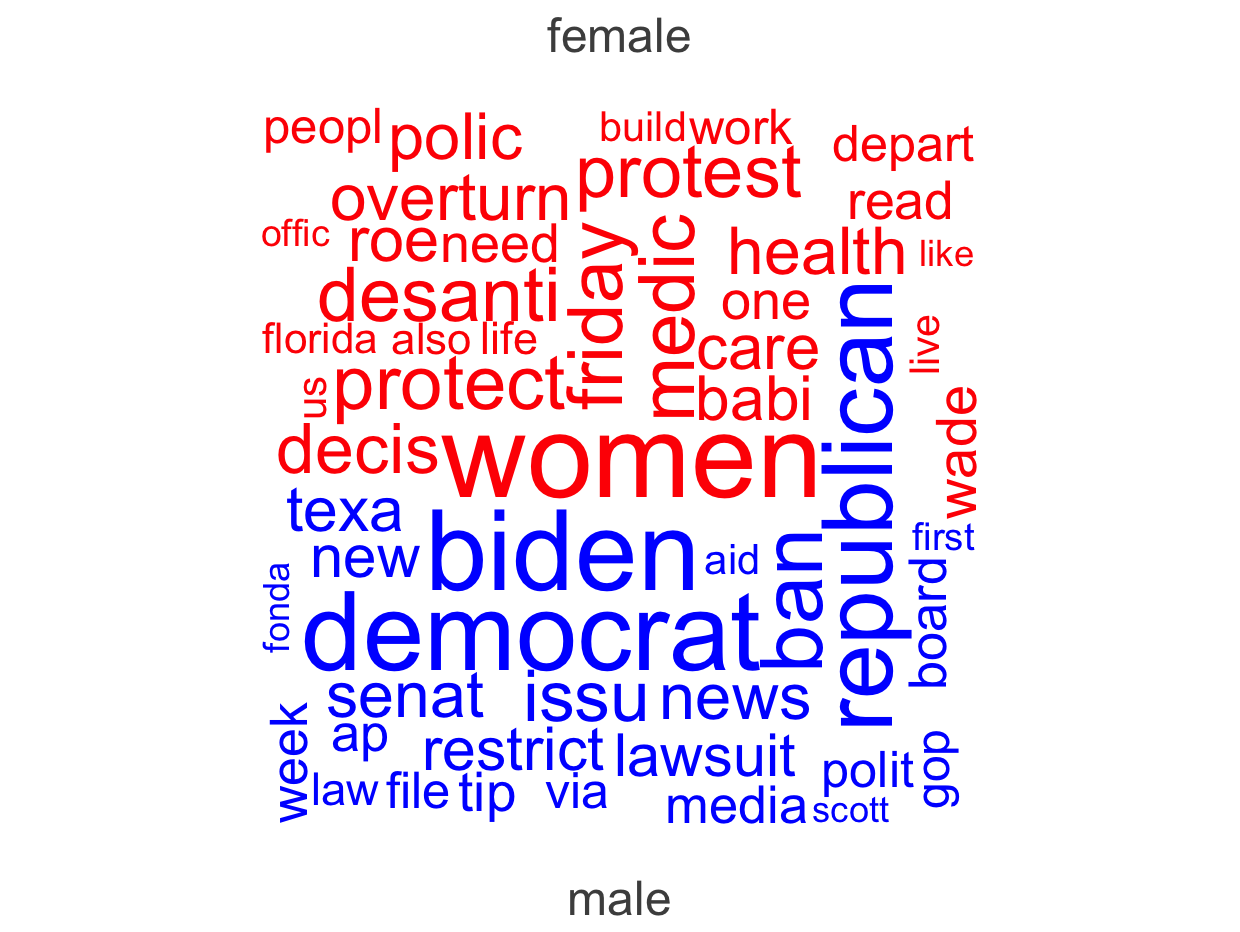 female
peopl polic build work depart
overturn protest read
offic roe need friday medic health like
desanti one
florida also life care live
us protect babi republican
decis women wade
texa biden ban first
new aid
fonda democrat board
senat issu news
week ap restrict lawsuit polit gop
law file tip via media scott
male